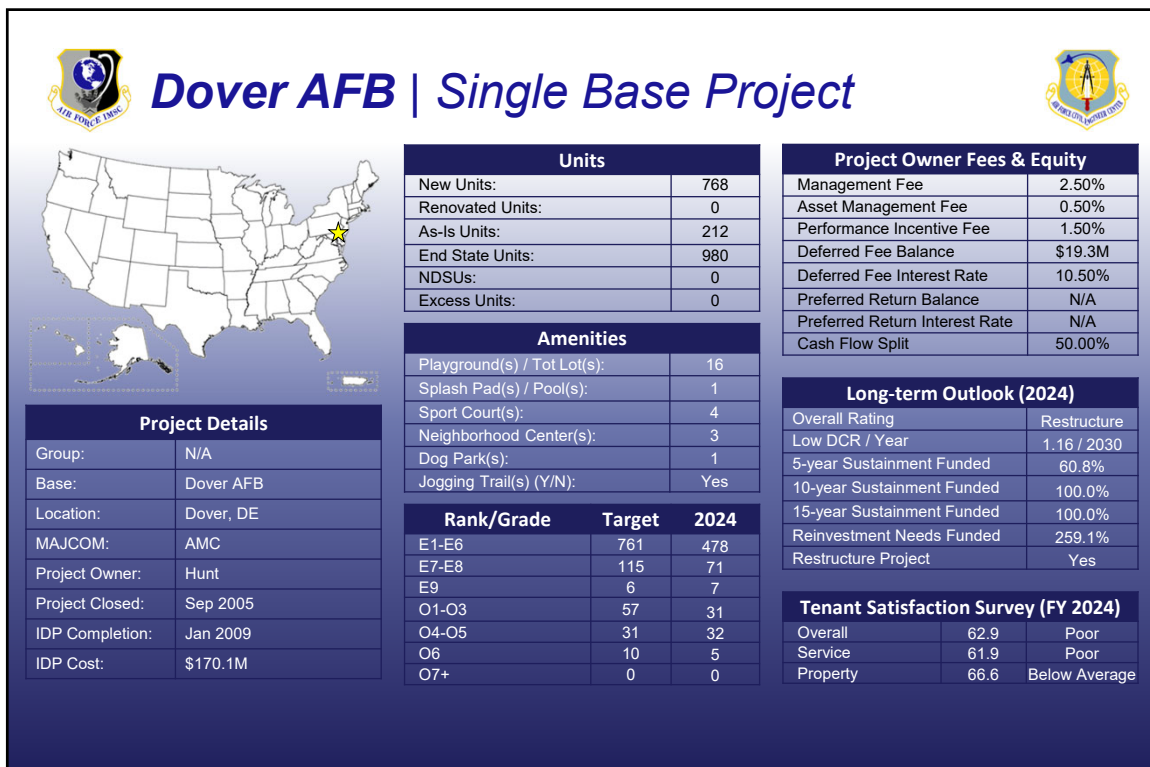 AIR FORCE IMSC
Dover AFB | Single Base Project
AIR FORCE CIVIL ENGINEER CENTER
Project Details
Group: N/A
Base: Dover AFB
Location: Dover, DE
MAJCOM: AMC
Project Owner: Hunt
Project Closed: Sep 2005
IDP Completion: Jan 2009
IDP Cost: $170.1M
Units
New Units: 768
Renovated Units: 0
As-Is Units: 212
End State Units: 980
NDSUs: 0
Excess Units: 0
Amenities
Playground(s) / Tot Lot(s): 16
Splash Pad(s) / Pool(s): 1
Sport Court(s): 4
Neighborhood Center(s): 3
Dog Park(s): 1
Jogging Trail(s) (Y/N): Yes
Rank/Grade Target 2024
E1-E6 761 478
E7-E8 115 71
E9 6 7
O1-O3 57 31
O4-O5 31 32
O6 10 5
O7+ 0 0
Project Owner Fees & Equity
Management Fee 2.50%
Asset Management Fee 0.50%
Performance Incentive Fee 1.50%
Deferred Fee Balance $19.3M
Deferred Fee Interest Rate 10.50%
Preferred Return Balance N/A
Preferred Return Interest Rate N/A
Cash Flow Split 50.00%
Long-term Outlook (2024)
Overall Rating Restructure
Low DCR / Year 1.16 / 2030
5-year Sustainment Funded 60.8%
10-year Sustainment Funded 100.0%
15-year Sustainment Funded 100.0%
Reinvestment Needs Funded 259.1%
Restructure Project Yes
Tenant Satisfaction Survey (FY 2024)
Overall 62.9 Poor
Service 61.9 Poor
Property 66.6 Below Average